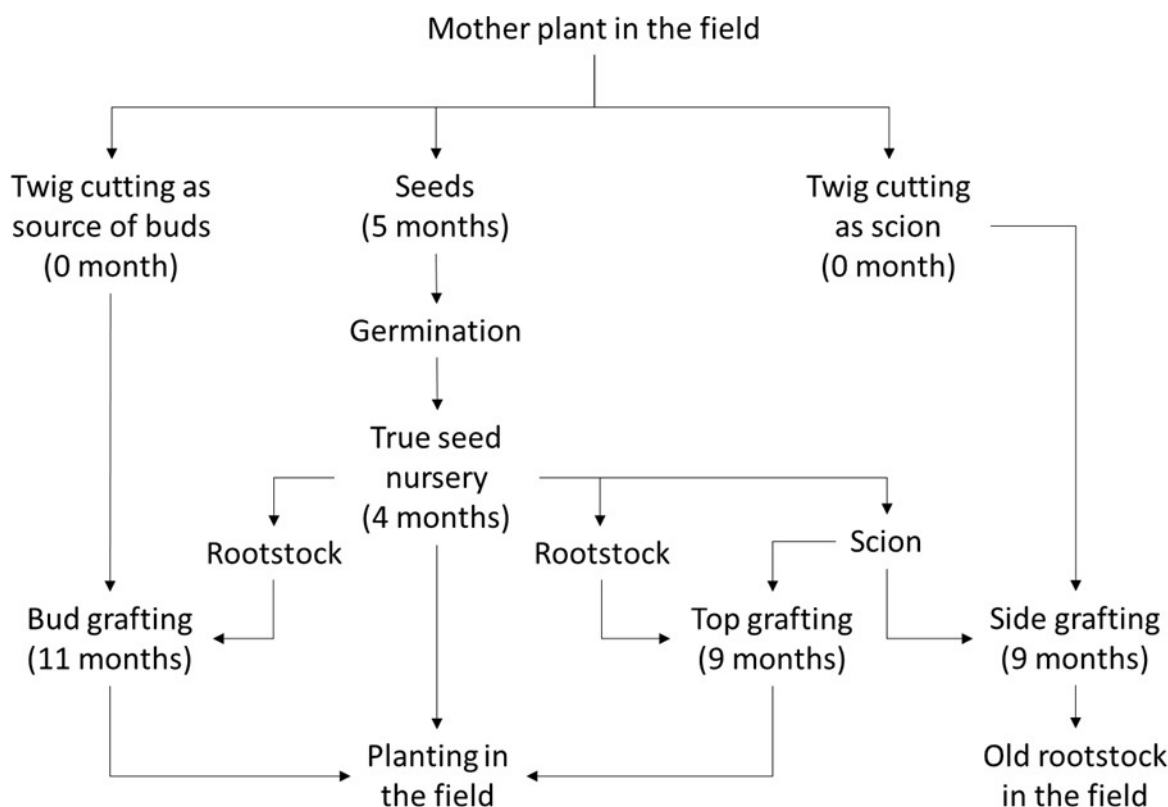 Mother plant in the field
Twig cutting as
source of buds
(0 month)
Seeds
(5 months)
Twig cutting
as scion
(0 month)
Germination
True seed
nursery
(4 months)
Rootstock
Rootstock
Scion
Bud grafting
(11 months)
Top grafting
(9 months)
Side grafting
(9 months)
Planting in
the field
Old rootstock
in the field